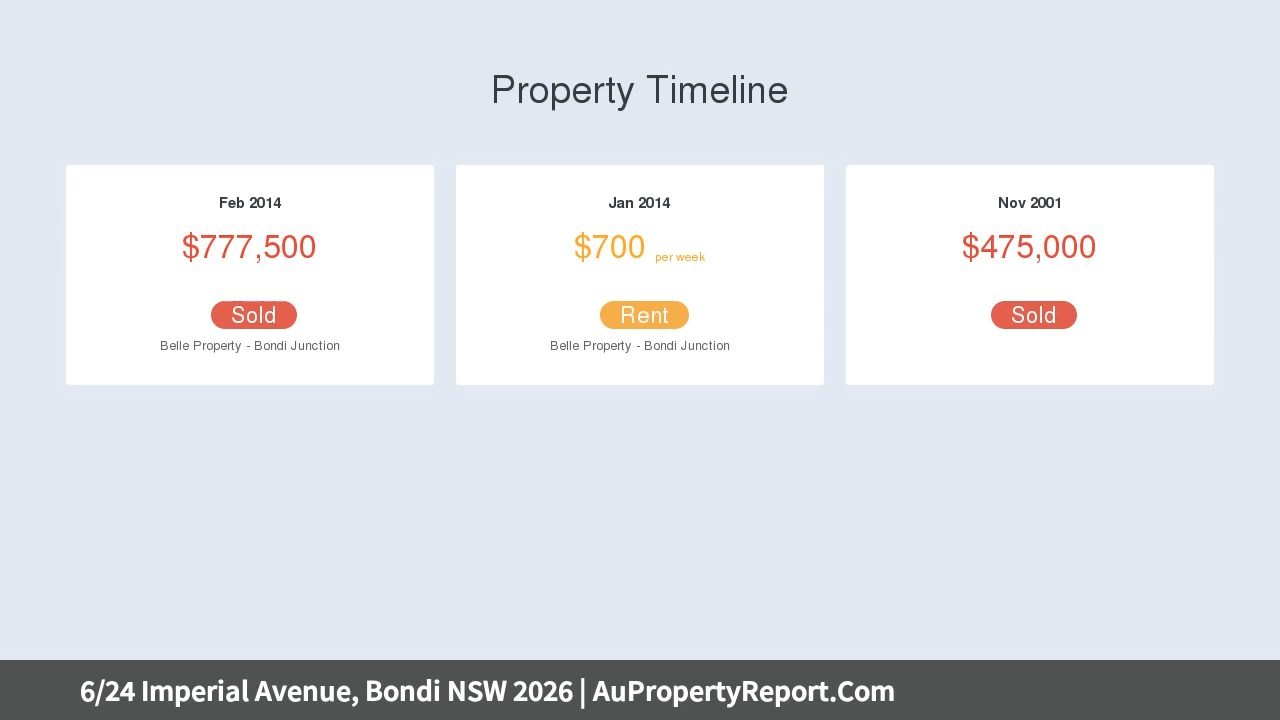 Property Timeline
Feb 2014
$777,500
Sold
Belle Property - Bondi Junction
Jan 2014
$700 per week
Rent
Belle Property - Bondi Junction
Nov 2001
$475,000
Sold
6/24 Imperial Avenue, Bondi NSW 2026 | AuPropertyReport.Com